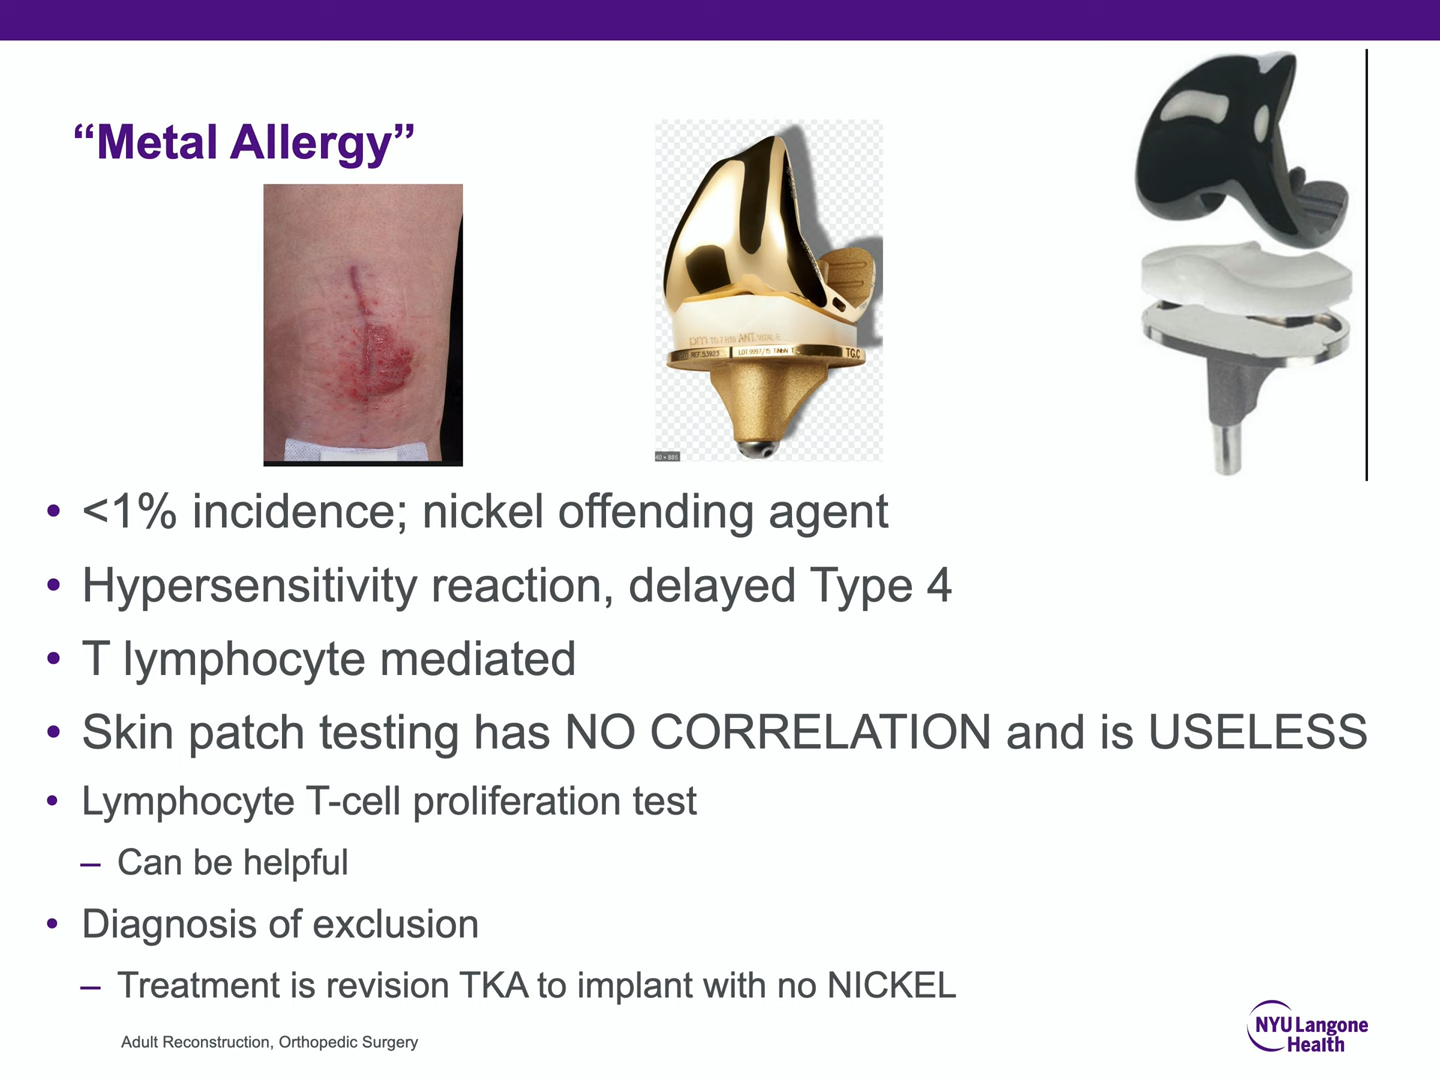 “Metal Allergy”
TG.C
• <1% incidence; nickel offending agent
• Hypersensitivity reaction, delayed Type 4
• T lymphocyte mediated
• Skin patch testing has NO CORRELATION and is USELESS
• Lymphocyte T-cell proliferation test
– Can be helpful
• Diagnosis of exclusion
– Treatment is revision TKA to implant with no NICKEL
Adult Reconstruction, Orthopedic Surgery
NYU Langone
Health